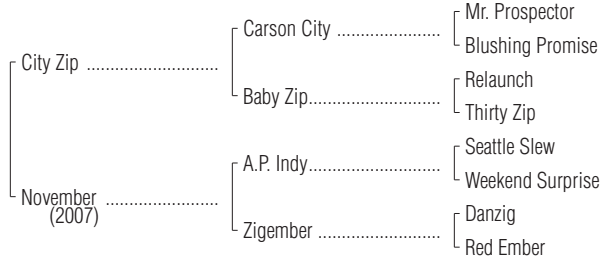 Mr. Prospector
Carson City ....................
Blushing Promise
City Zip ..........................
Relaunch
Baby Zip..........................
Thirty Zip
Seattle Slew
A.P. Indy..........................
Weekend Surprise
November ......................
(2007)
Danzig
Zigember ........................
Red Ember